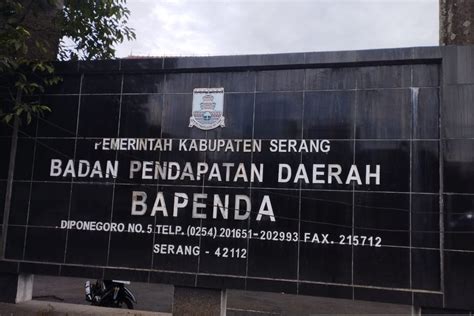 PEMERINTAH KABUPATEN SERANG
BADAN PENDAPATAN DAERAH
BAPENDA
DIPONEGORO NO. 5 TELP. (0254) 201651-202993 FAX. 215712
SERANG - 42112